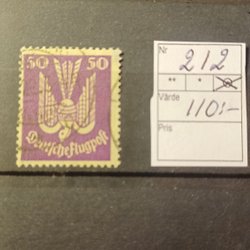 50 50
Deutsche Flugpost
Nr 212
** * ⊙
Värde
110:-
Pris